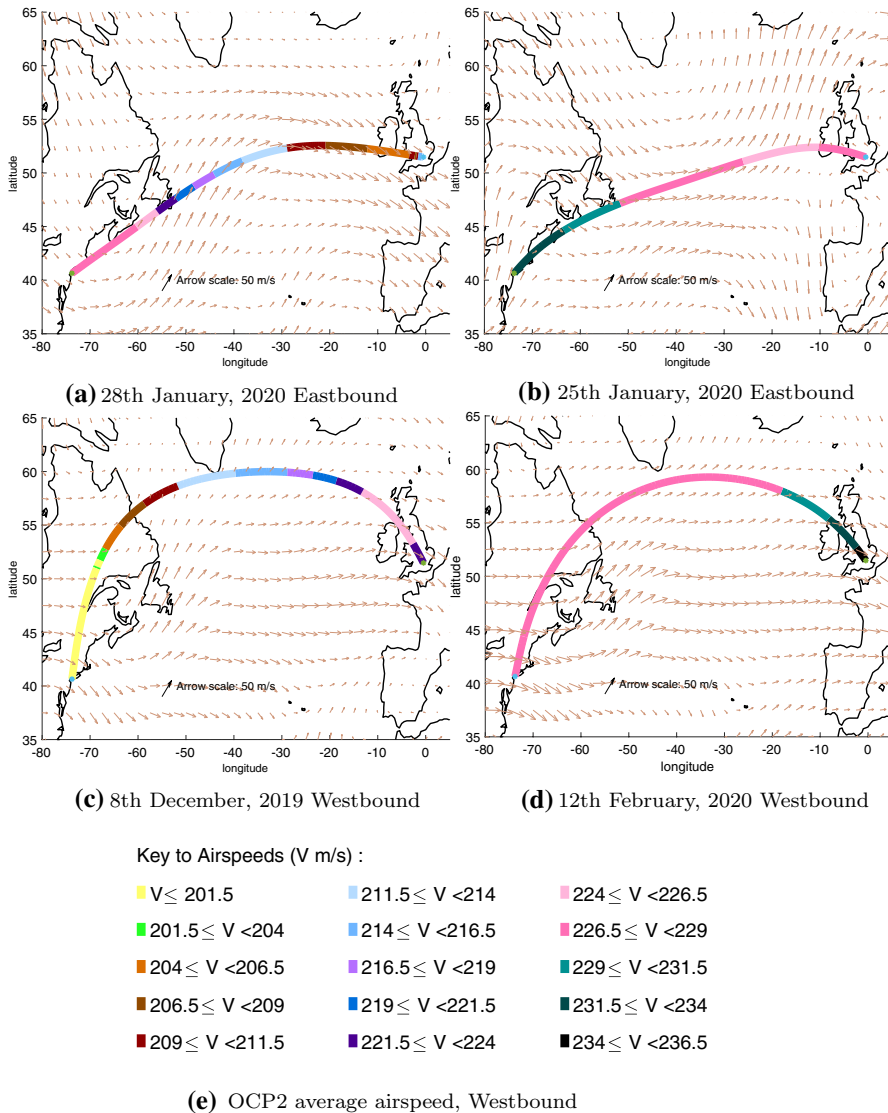 65
60
55
50
45
40
35
latitude
-80 -70 -60 -50 -40 -30 -20 -10 0
longitude
Arrow scale: 50 m/s
(a) 28th January, 2020 Eastbound
65
60
55
50
45
40
35
latitude
-80 -70 -60 -50 -40 -30 -20 -10 0
longitude
Arrow scale: 50 m/s
(b) 25th January, 2020 Eastbound
65
60
55
50
45
40
35
latitude
-80 -70 -60 -50 -40 -30 -20 -10 0
longitude
Arrow scale: 50 m/s
(c) 8th December, 2019 Westbound
65
60
55
50
45
40
35
latitude
-80 -70 -60 -50 -40 -30 -20 -10 0
longitude
Arrow scale: 50 m/s
(d) 12th February, 2020 Westbound
Key to Airspeeds (V m/s) :
V≤ 201.5
201.5≤ V <204
204≤ V <206.5
206.5≤ V <209
209≤ V <211.5
211.5≤ V <214
214≤ V <216.5
216.5≤ V <219
219≤ V <221.5
221.5≤ V <224
224≤ V <226.5
226.5≤ V <229
229≤ V <231.5
231.5≤ V <234
234≤ V <236.5
(e) OCP2 average airspeed, Westbound